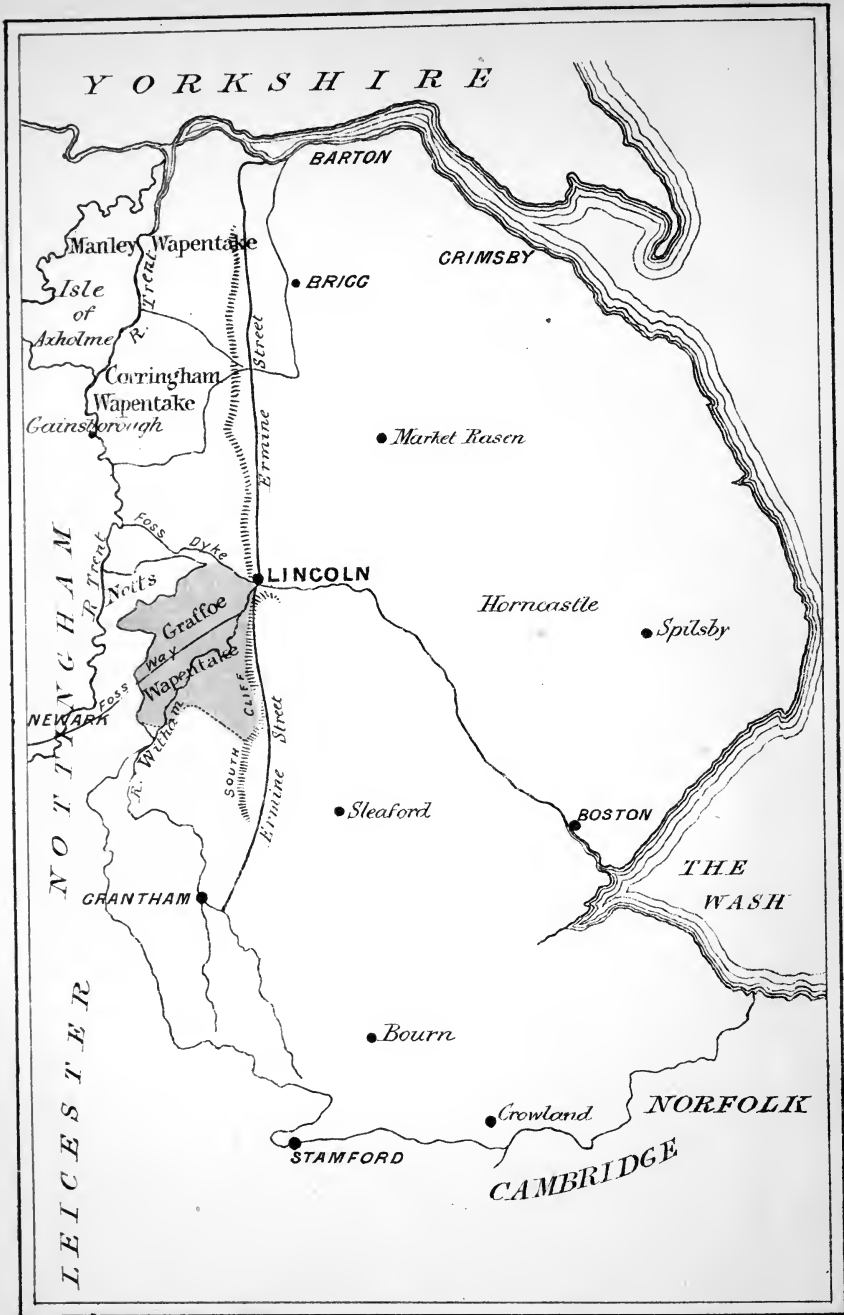 YORKSHIRE
BARTON
Manley Wapentake
R. Trent
GRIMSBY
BRIGG
Isle
of
Axholme
Street
Corringham
Wapentake
Gainsborough
Market Rasen
Ermine
Foss Dyke
R Trent
NOTTINGHAM
Notts
LINCOLN
Graffoe
Horncastle
Spilsby
Foss Way
Wapentake
NEWARK
SOUTH CLIFF
R. Witham
Ermine Street
Sleaford
BOSTON
THE
WASH
GRANTHAM
LEICESTER
Bourn
Crowland
NORFOLK
STAMFORD
CAMBRIDGE